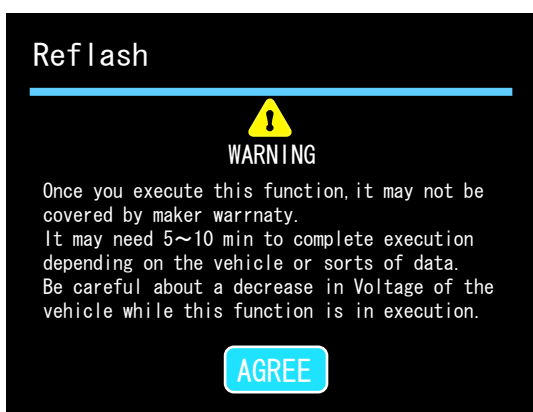 Reflash
WARNING
Once you execute this function,it may not be
covered by maker warrnaty.
It may need 5〜10 min to complete execution
depending on the vehicle or sorts of data.
Be careful about a decrease in Voltage of the
vehicle while this function is in execution.
AGREE